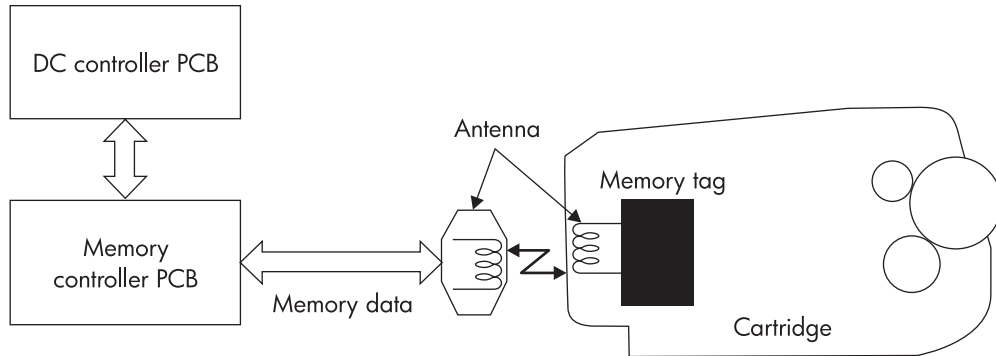 DC controller PCB
Antenna
Memory tag
Memory
controller PCB
Memory data
Cartridge